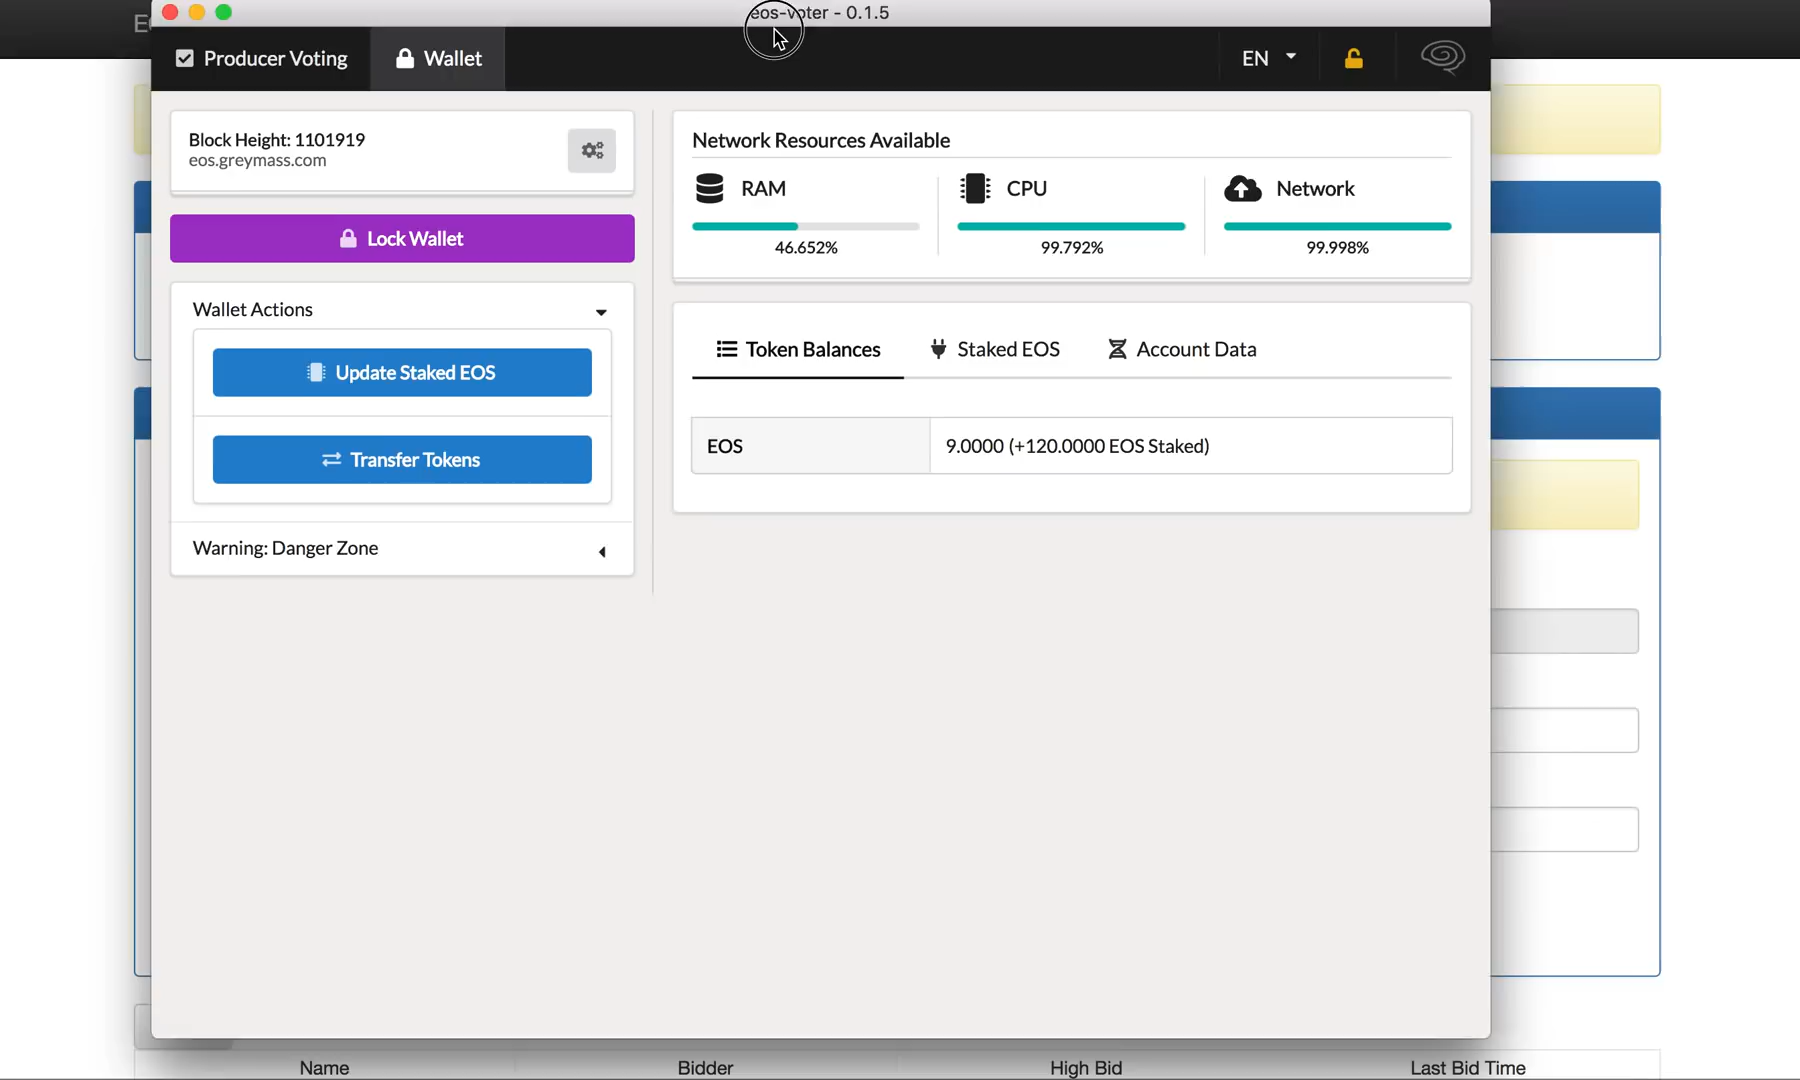 eos-voter - 0.1.5
Producer Voting
Wallet
EN
Block Height: 1101919
eos.greymass.com
Lock Wallet
Wallet Actions
Update Staked EOS
Transfer Tokens
Warning: Danger Zone
Network Resources Available
RAM
CPU
Network
46.652%
99.792%
99.998%
Token Balances
Staked EOS
Account Data
EOS
9.0000 (+120.0000 EOS Staked)
Name
Bidder
High Bid
Last Bid Time